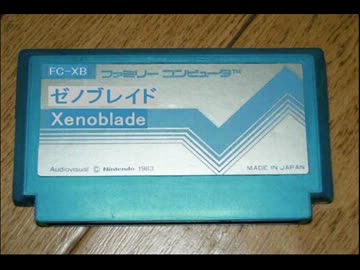 FC-XB
ファミリー コンピュータ™
ゼノブレイド
Xenoblade
Audiovisual © Nintendo 1983
MADE IN JAPAN